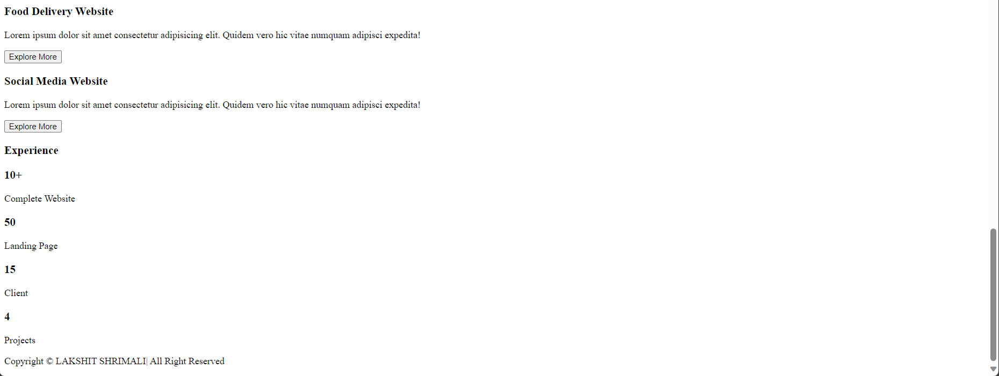 Food Delivery Website
Lorem ipsum dolor sit amet consectetur adipisicing elit. Quidem vero hic vitae numquam adipisci expedita!
Explore More
Social Media Website
Lorem ipsum dolor sit amet consectetur adipisicing elit. Quidem vero hic vitae numquam adipisci expedita!
Explore More
Experience
10+
Complete Website
50
Landing Page
15
Client
4
Projects
Copyright © LAKSHIT SHRIMALI| All Right Reserved